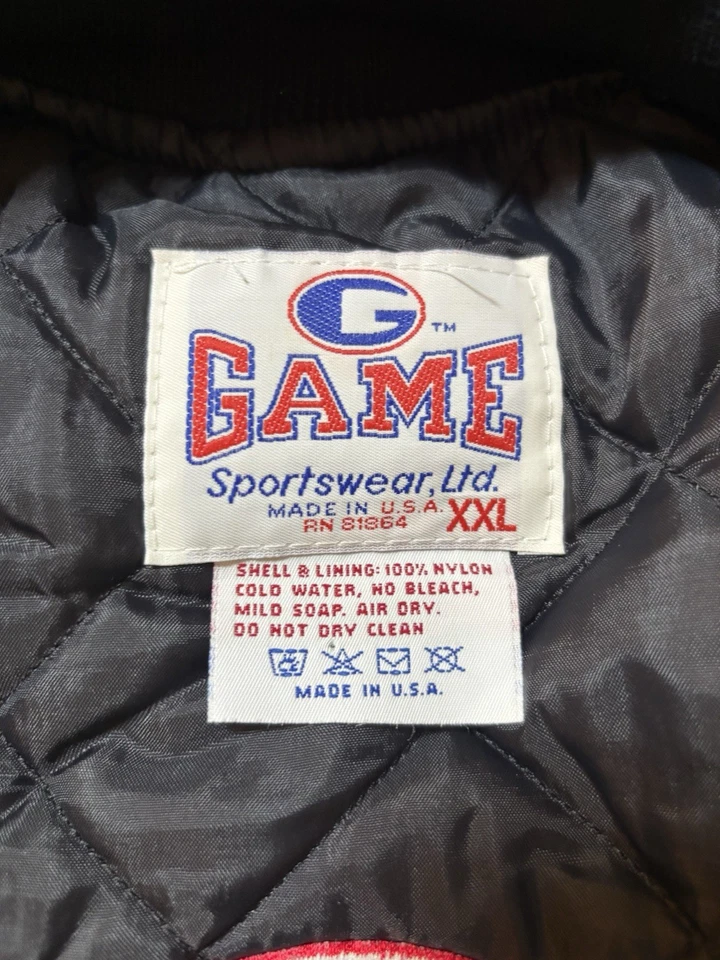 G™
GAME
Sportswear, Ltd.
MADE IN U.S.A. XXL
RN 81864
SHELL & LINING: 100% NYLON
COLD WATER, NO BLEACH,
MILD SOAP. AIR DRY.
DO NOT DRY CLEAN
MADE IN U.S.A.